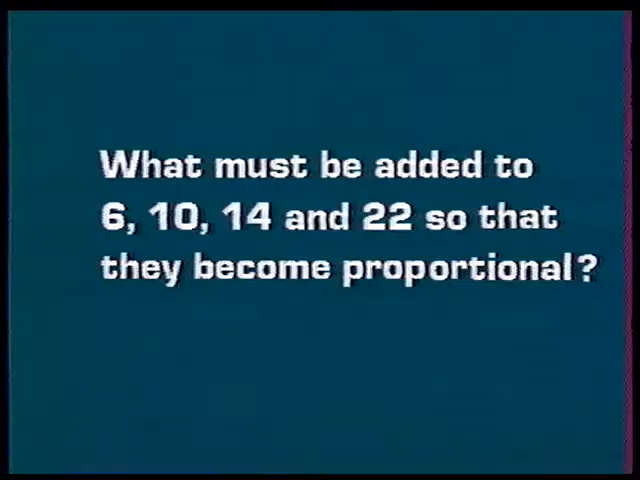 What must be added to
6, 10, 14 and 22 so that
they become proportional?